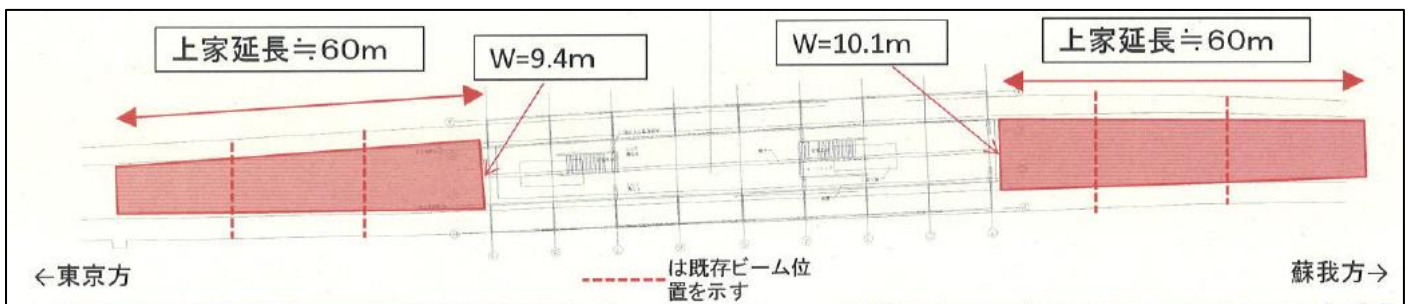 上家延長≒60m
W=9.4m
W=10.1m
上家延長≒60m
←東京方
は既存ビーム位
置を示す
蘇我方→